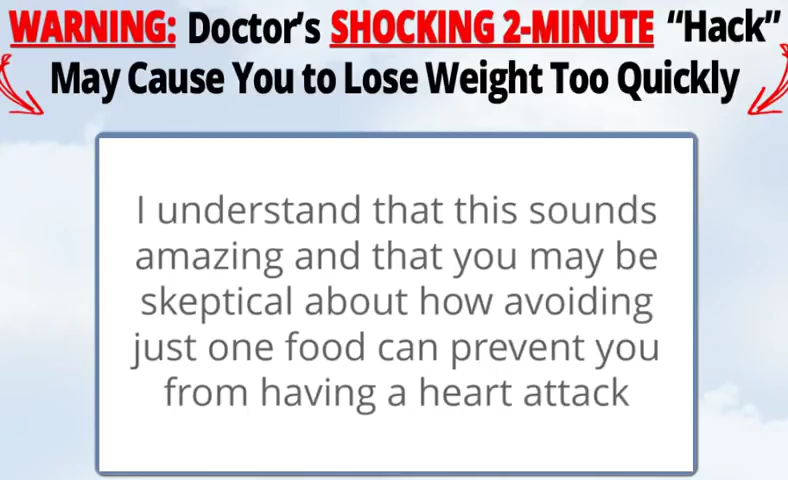 WARNING: Doctor's SHOCKING 2-MINUTE “Hack”
May Cause You to Lose Weight Too Quickly
I understand that this sounds
amazing and that you may be
skeptical about how avoiding
just one food can prevent you
from having a heart attack